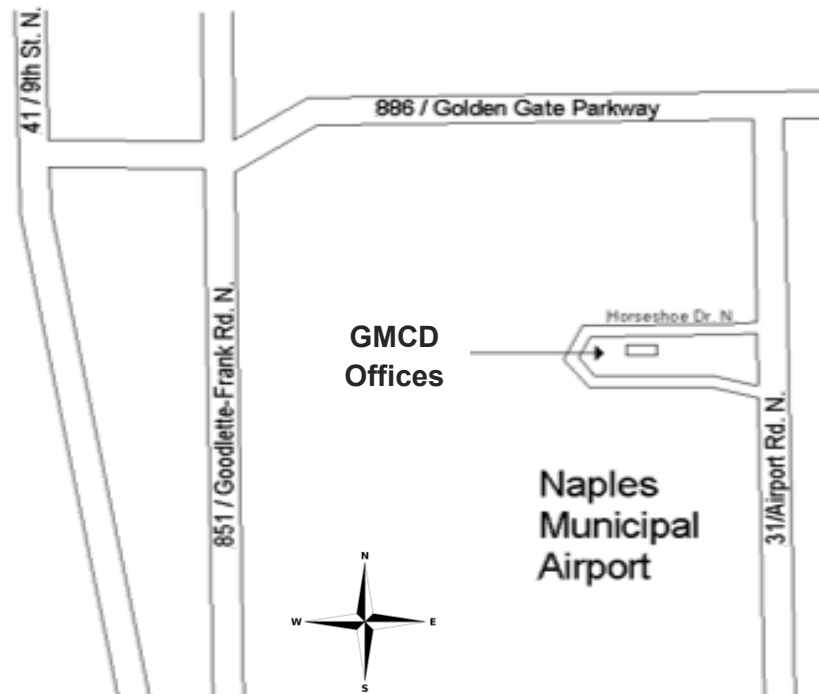 41 / 9th St. N.
886 / Golden Gate Parkway
851 / Goodlette-Frank Rd. N.
Horseshoe Dr. N.
GMCD
Offices
31/Airport Rd. N.
Naples
Municipal
Airport
N
W
E
S